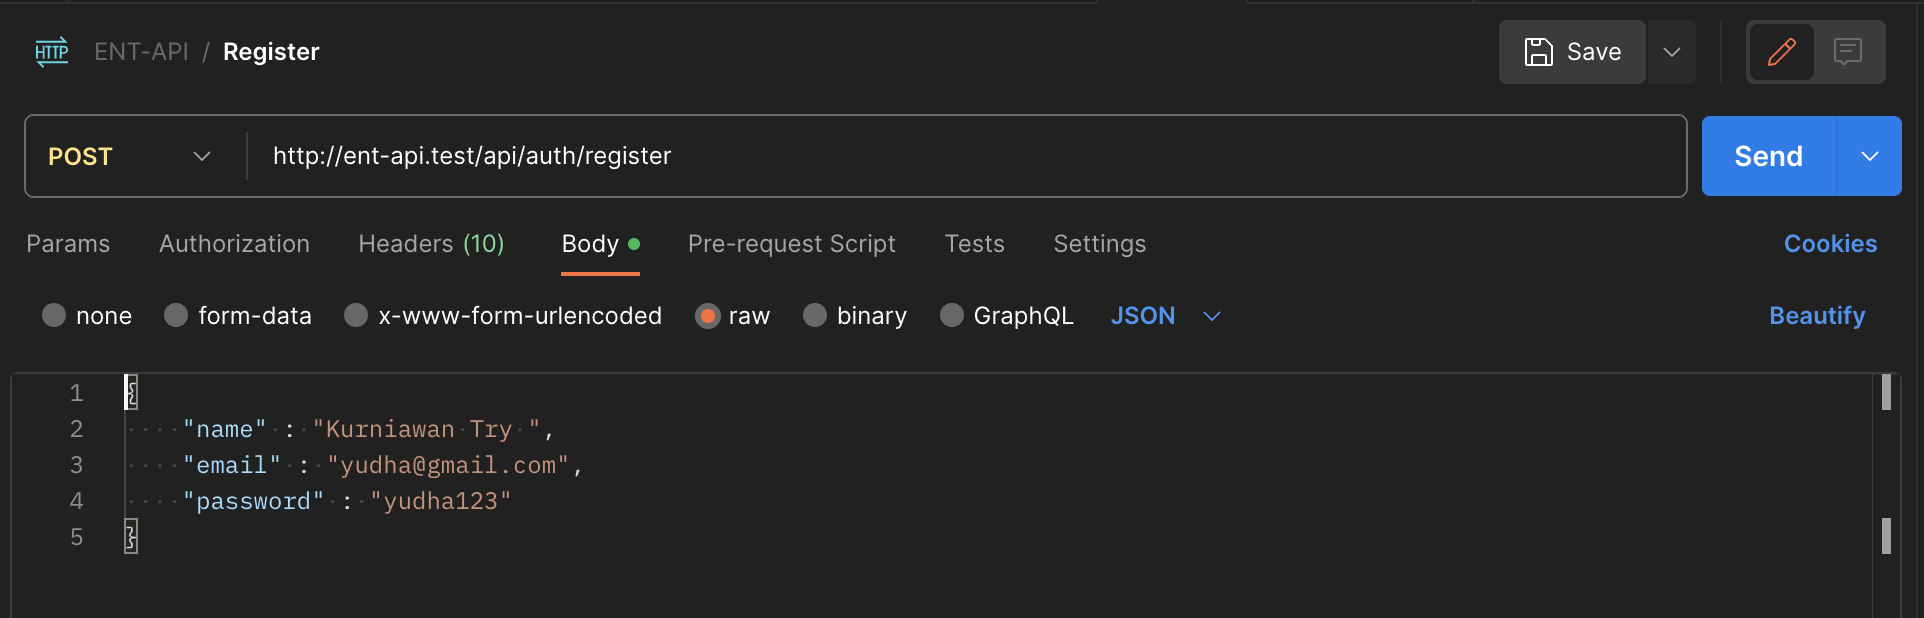 HTTP ENT-API / Register Save
POST http://ent-api.test/api/auth/register Send
Params Authorization Headers (10) Body Pre-request Script Tests Settings Cookies
none form-data x-www-form-urlencoded raw binary GraphQL JSON Beautify
1 {
2 "name" : "Kurniawan Try ",
3 "email" : "yudha@gmail.com",
4 "password" : "yudha123"
5 }